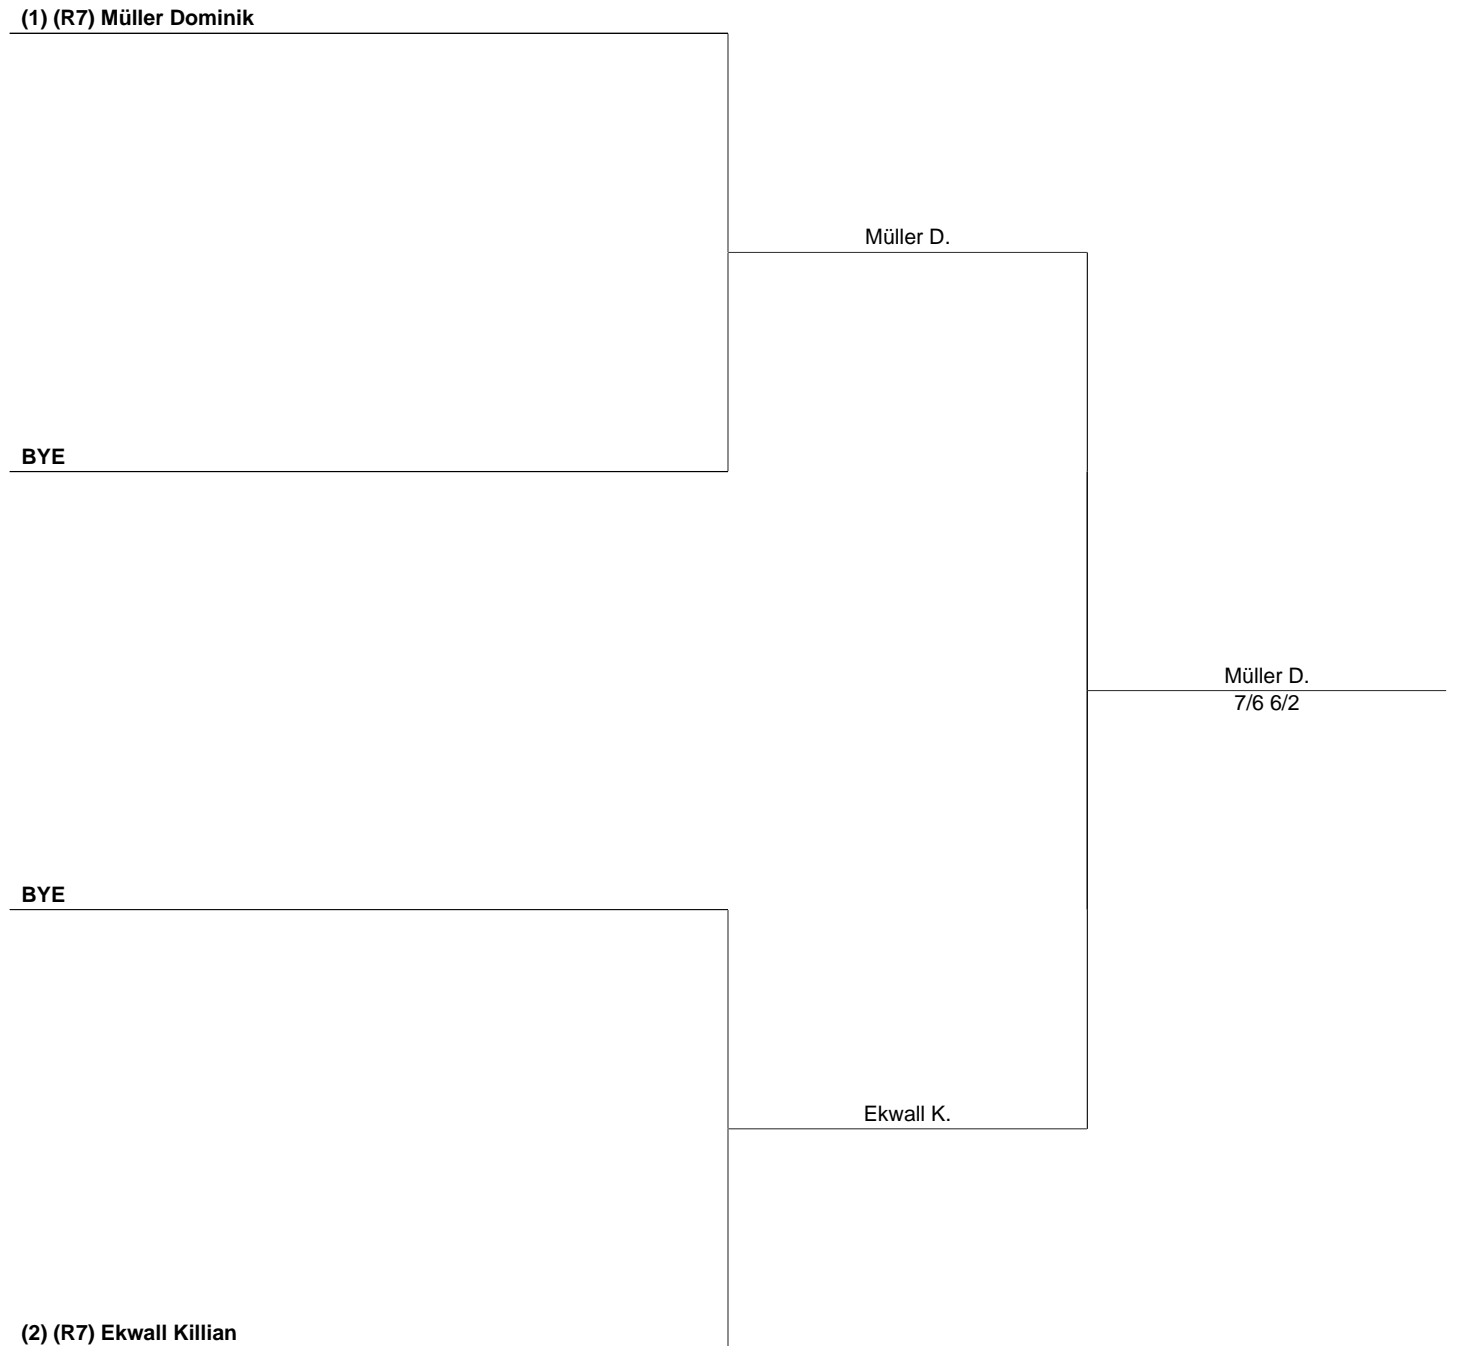 (1) (R7) Müller Dominik
Müller D.
BYE
Müller D.
7/6 6/2
BYE
Ekwall K.
(2) (R7) Ekwall Killian